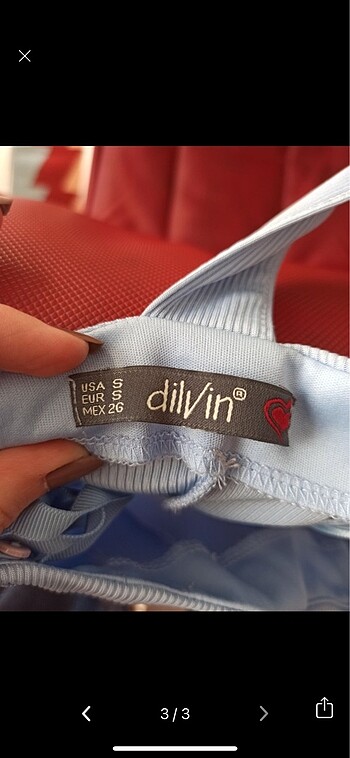 USA S
EUR S
MEX 26
dilvin®
3/3